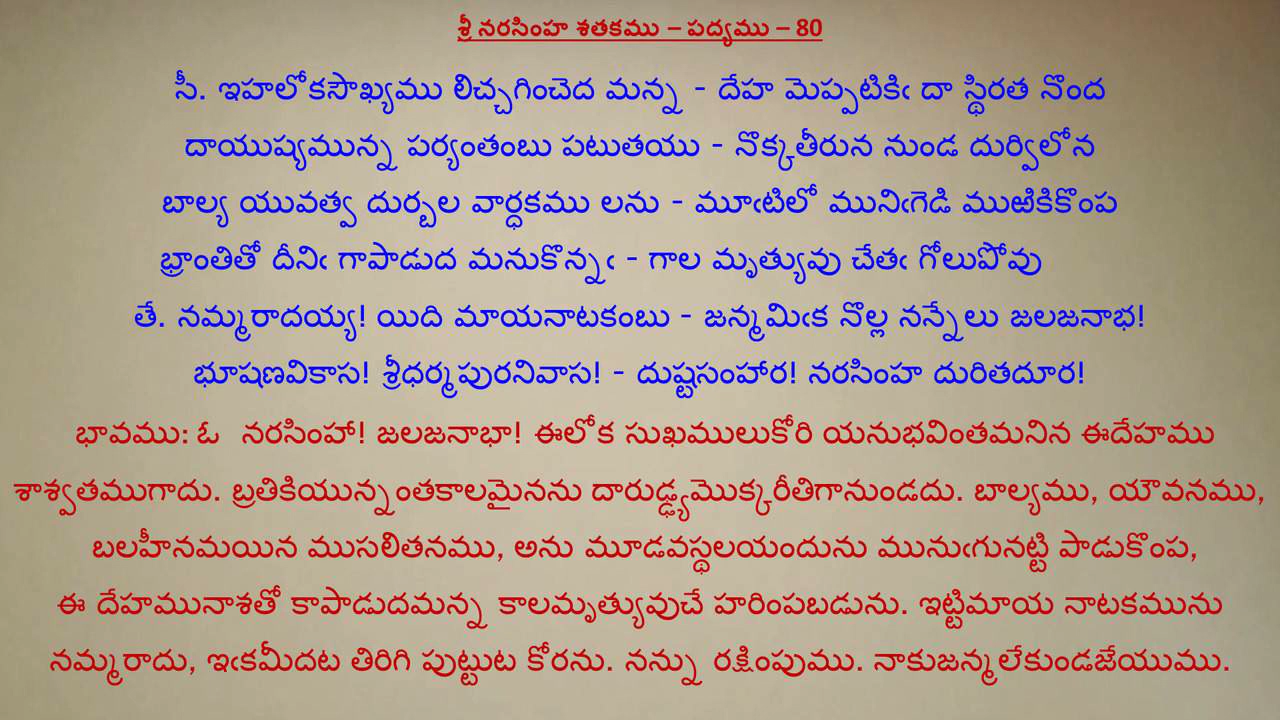 శ్రీ నరసింహ శతకము – పద్యము – 80
సీ. ఇహలోకసౌఖ్యము లిచ్చగించెద మన్న - దేహ మెప్పటికిఁ దా స్థిరత నొంద
దాయుష్యమున్న పర్యంతంబు పటుతయు - నొక్కతీరున నుండ దుర్విలోన
బాల్య యువత్వ దుర్బల వార్ధకము లను - మూఁటిలో మునిఁగెడి ముఱికికొంప
భ్రాంతితో దీనిఁ గాపాడుద మనుకొన్నఁ - గాల మృత్యువు చేతఁ గోలుపోవు
తే. నమ్మరాదయ్య! యిది మాయనాటకంబు - జన్మమిఁక నొల్ల నన్నేలు జలజనాభ!
భూషణవికాస! శ్రీధర్మపురనివాస! - దుష్టసంహార! నరసింహ దురితదూర!
భావము: ఓ నరసింహా! జలజనాభా! ఈలోక సుఖములుకోరి యనుభవింతమనిన ఈదేహము
శాశ్వతముగాదు. బ్రతికియున్నంతకాలమైనను దారుఢ్యమొక్కరీతిగానుండదు. బాల్యము, యౌవనము,
బలహీనమయిన ముసలితనము, అను మూడవస్థలయందును మునుఁగునట్టి పాడుకొంప,
ఈ దేహమునాశతో కాపాడుదమన్న కాలమృత్యువుచే హరింపబడును. ఇట్టిమాయ నాటకమును
నమ్మరాదు, ఇఁకమీదట తిరిగి పుట్టుట కోరను. నన్ను రక్షింపుము. నాకుజన్మలేకుండజేయుము.